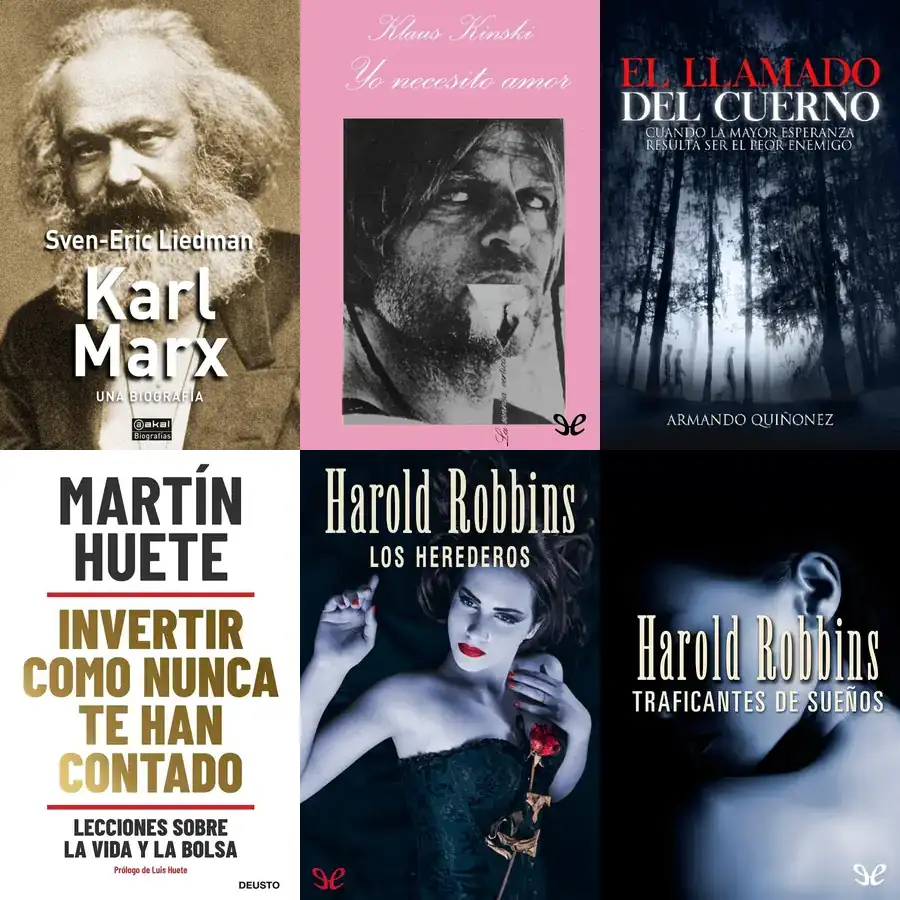 Sven-Eric Liedman
Karl
Marx
UNA BIOGRAFÍA
akal
Biografías
Klaus Kinski
Yo necesito amor
La sonrisa vertical
EL LLAMADO
DEL CUERNO
CUANDO LA MAYOR ESPERANZA
RESULTA SER EL PEOR ENEMIGO
ARMANDO QUIÑONEZ
MARTÍN
HUETE
INVERTIR
COMO NUNCA
TE HAN
CONTADO
LECCIONES SOBRE
LA VIDA Y LA BOLSA
Prólogo de Luis Huete
DEUSTO
Harold Robbins
LOS HEREDEROS
Harold Robbins
TRAFICANTES DE SUEÑOS